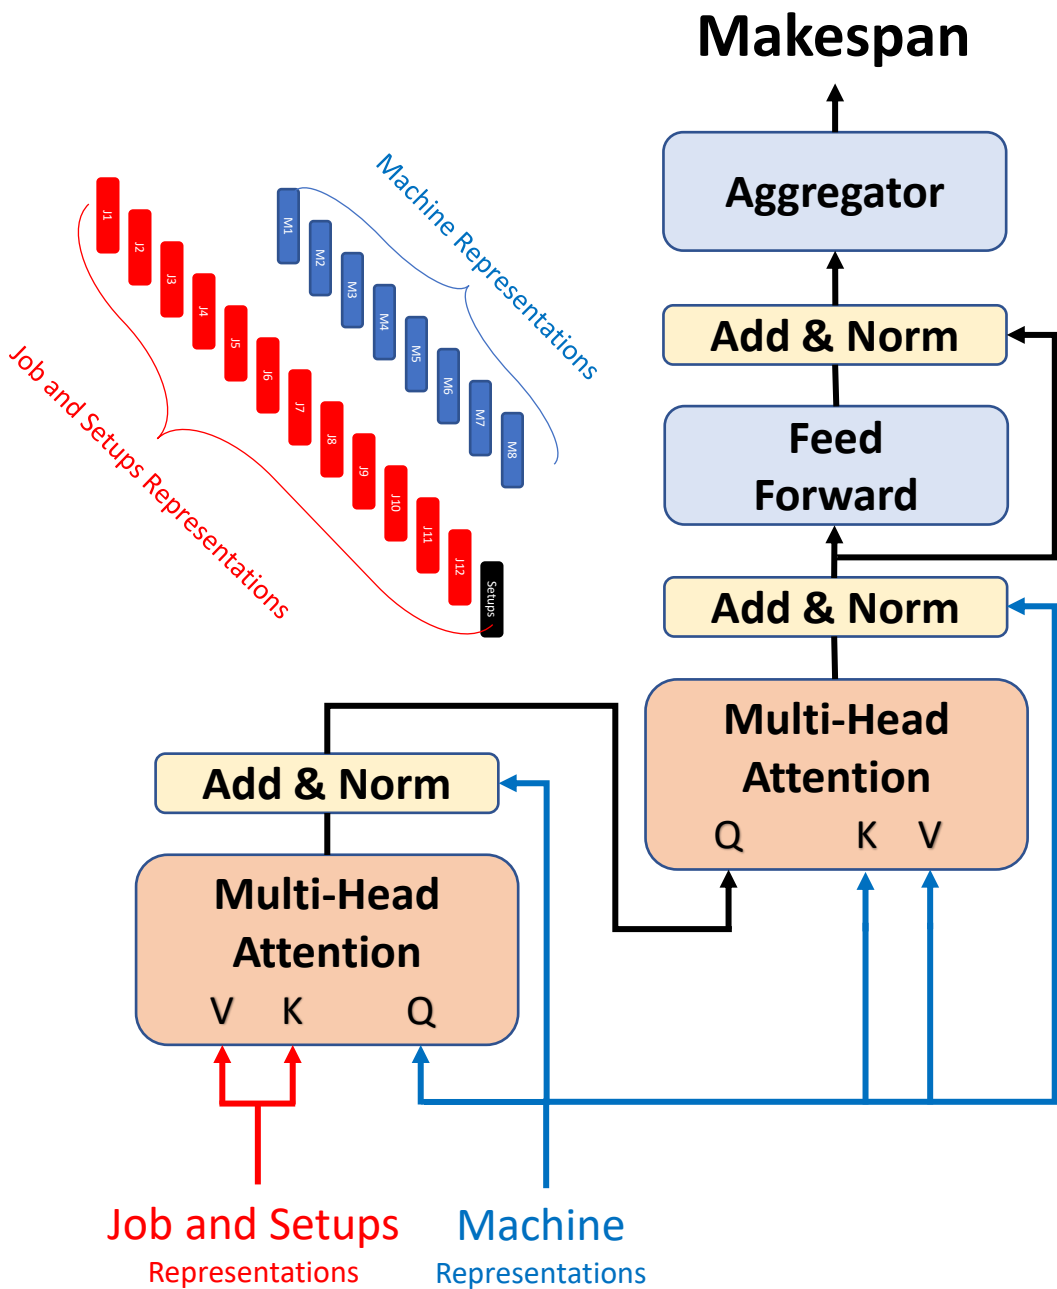 Makespan
Aggregator
Add & Norm
Feed
Forward
Add & Norm
Multi-Head
Attention
Q K V
Machine Representations
M1
M2
M3
M4
M5
M6
M7
M8
J1
J2
J3
J4
J5
J6
J7
J8
J9
J10
J11
J12
Setups
Job and Setups Representations
Add & Norm
Multi-Head
Attention
V K Q
Job and Setups
Representations
Machine
Representations